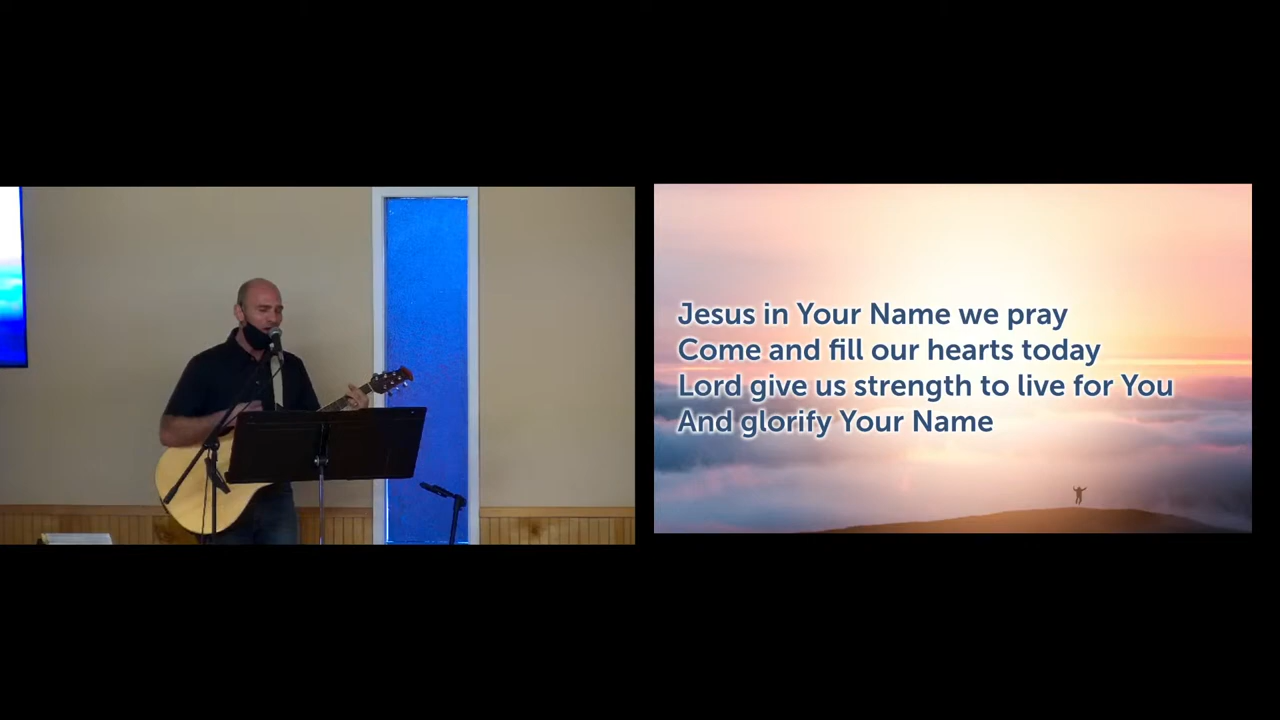 Jesus in Your Name we pray
Come and fill our hearts today
Lord give us strength to live for You
And glorify Your Name